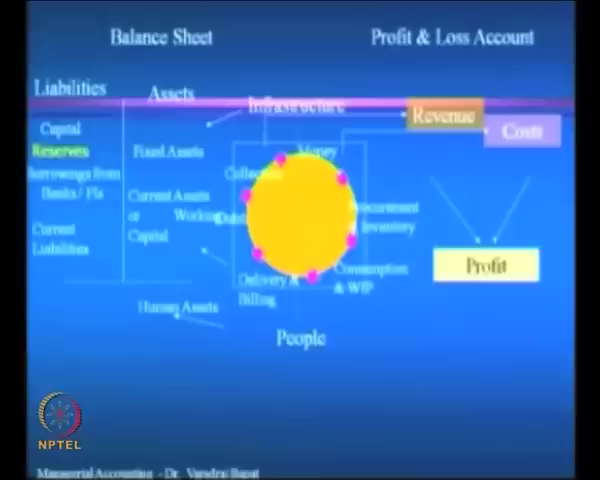 Balance Sheet
Profit & Loss Account
Liabilities
Assets
Infrastructure
Revenue
Costs
Capital
Reserves
Fixed Assets
Money
Collection
Borrowings from
Banks / FIs
Current Assets
or Working
Capital
Current
Liabilities
Procurement
Inventory
Profit
Delivery &
Billing
Consumption
& WIP
Human Assets
People
NPTEL
Managerial Accounting - Dr. Varadraj Bapat